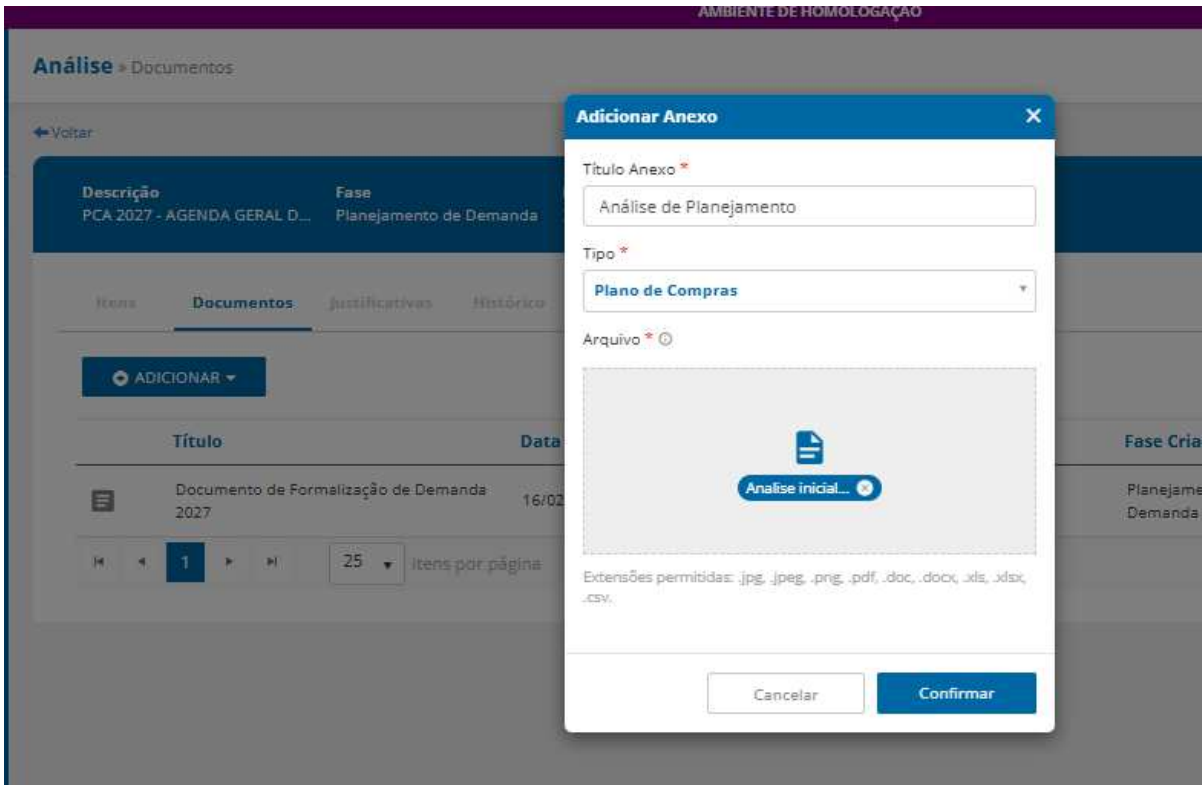 AMBIENTE DE HOMOLOGAÇÃO
Análise » Documentos
Voltar
Descrição
PCA 2027 - AGENDA GERAL D...
Fase
Planejamento de Demanda
Itens Documentos Justificativas Histórico
ADICIONAR
Título Data Fase Cria
Documento de Formalização de Demanda
2027
16/02
Planejame
Demanda
1 25 itens por página
Adicionar Anexo
Título Anexo *
Análise de Planejamento
Tipo *
Plano de Compras
Arquivo *
Analise inicial...
Extensões permitidas: .jpg, .jpeg, .png, .pdf, .doc, .docx, .xls, .xlsx,
.csv.
Cancelar Confirmar